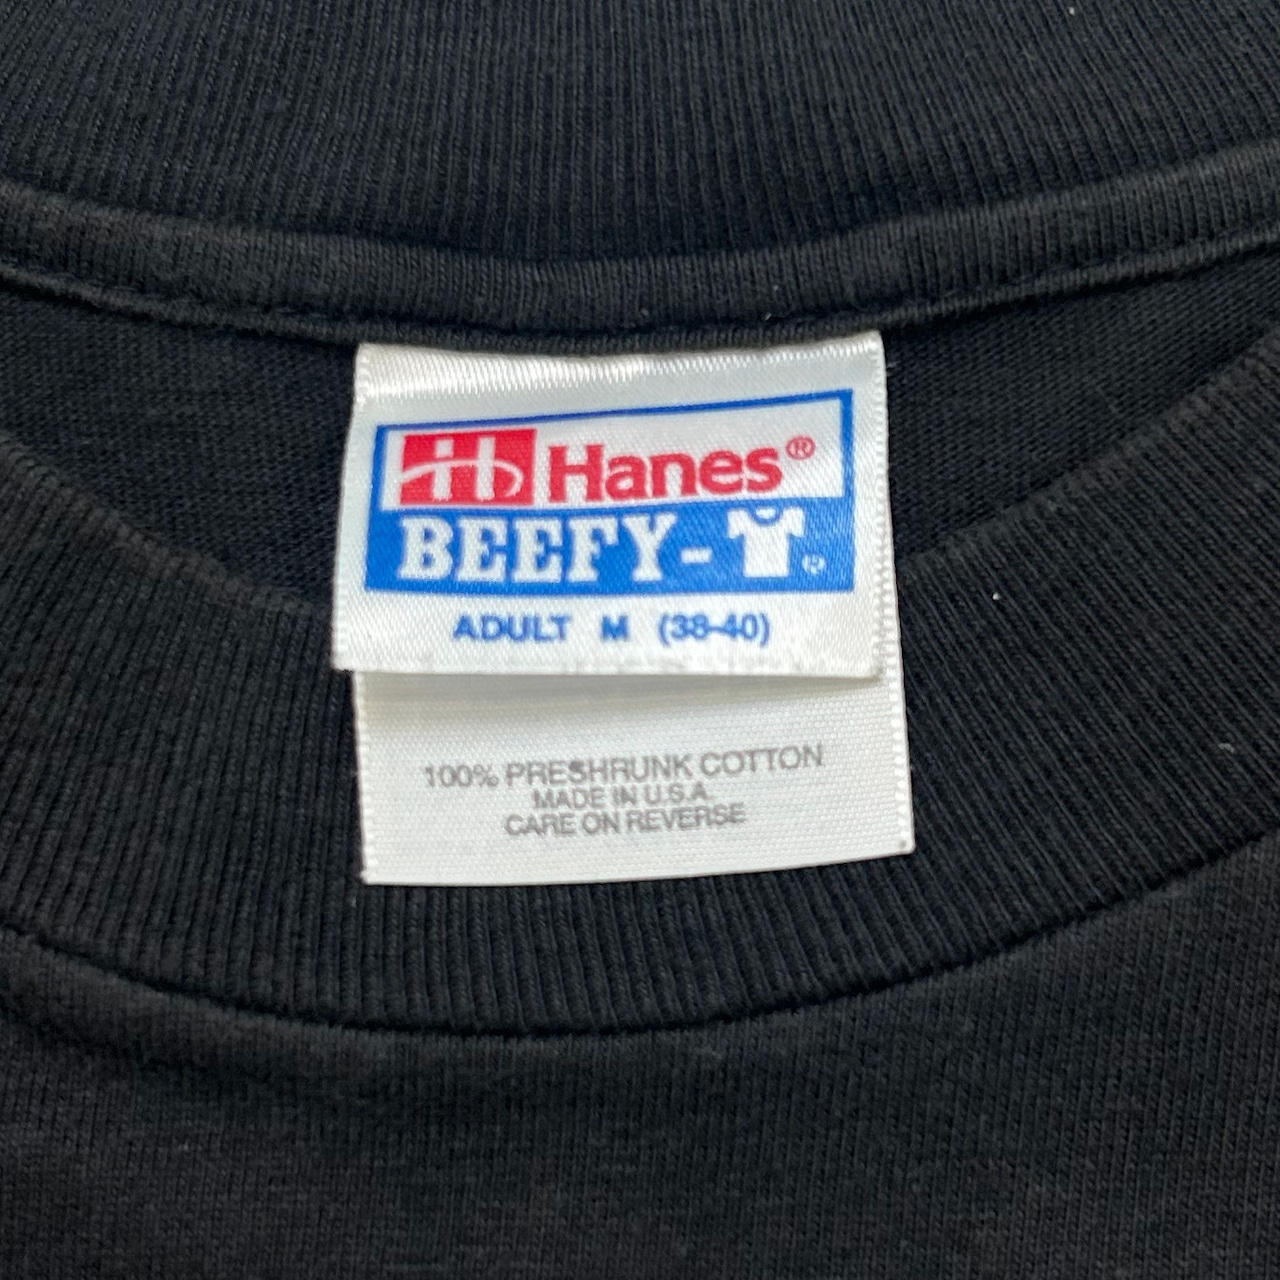 Hanes®
BEEFY-
ADULT M (38-40)
100% PRESHRUNK COTTON
MADE IN U.S.A.
CARE ON REVERSE